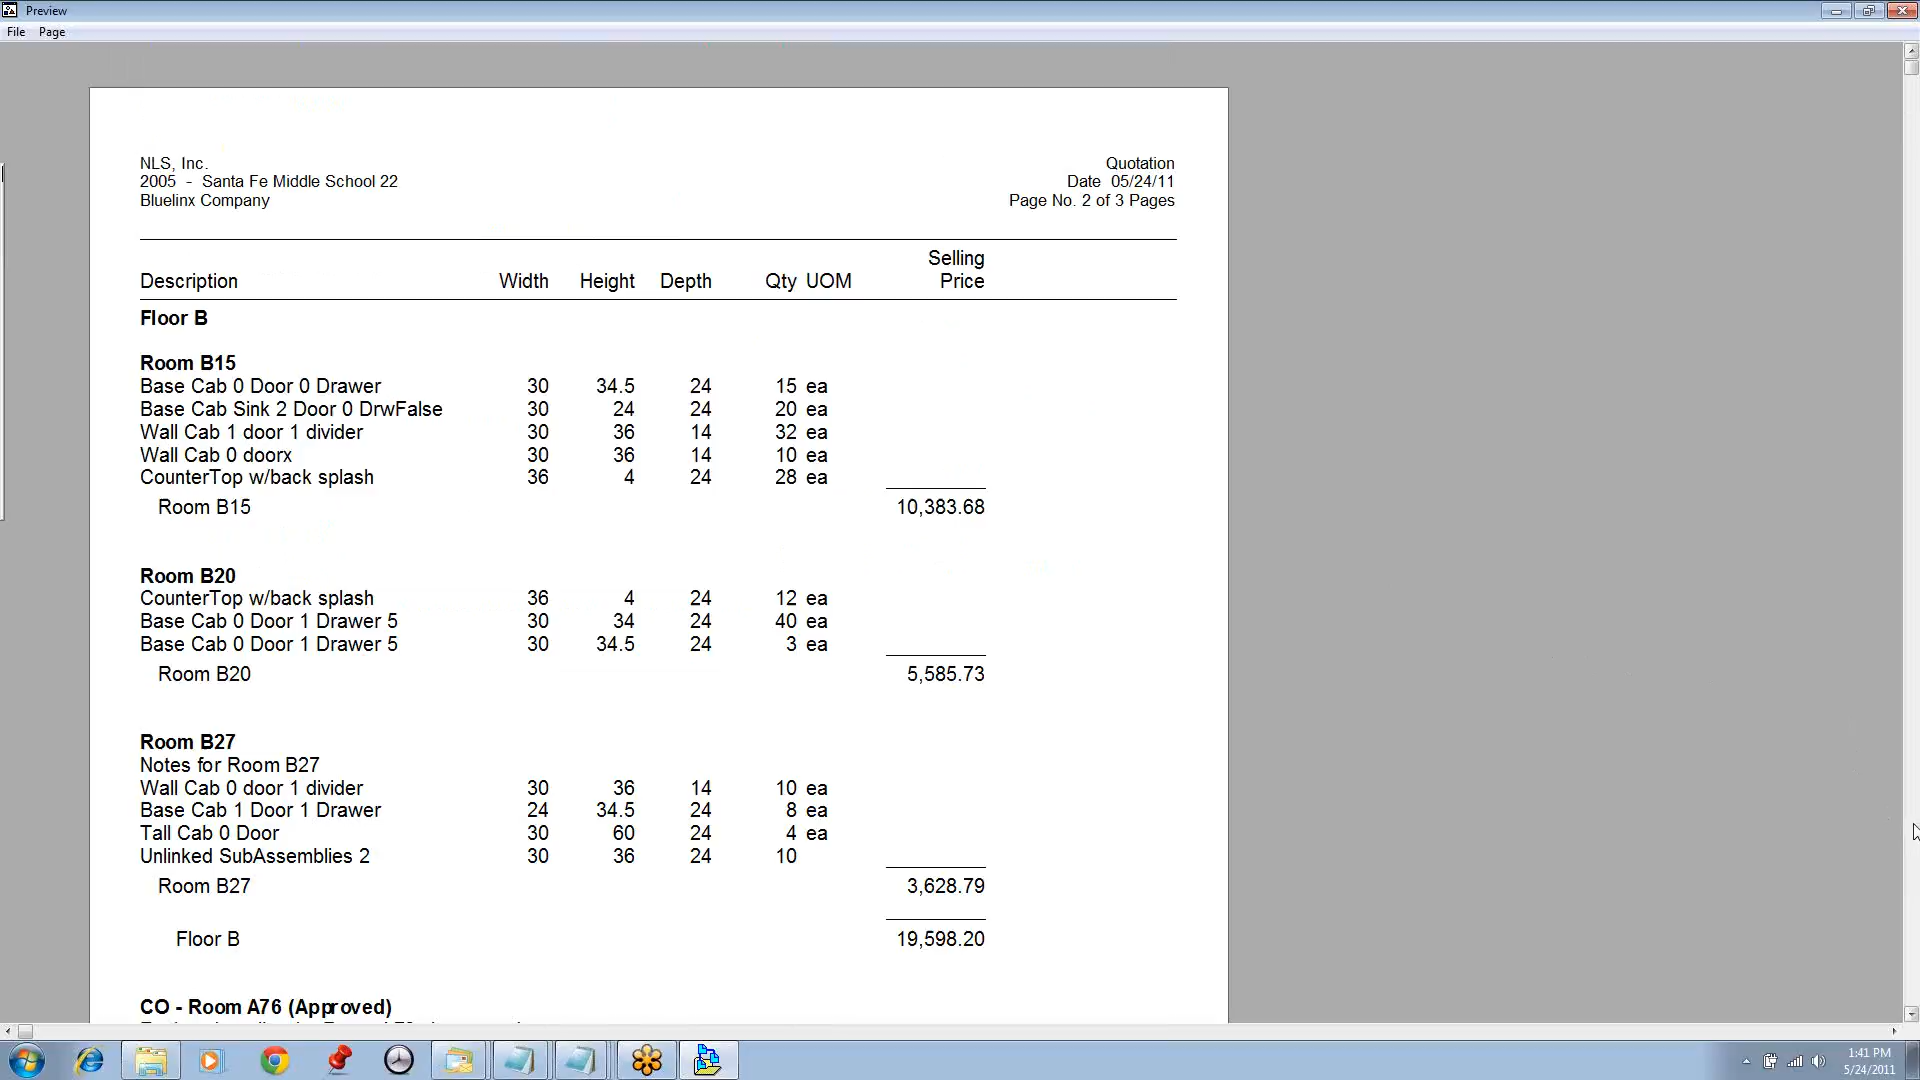 Preview
File Page
NLS, Inc. Quotation
2005 - Santa Fe Middle School 22 Date 05/24/11
Bluelinx Company Page No. 2 of 3 Pages
Selling
Description Width Height Depth Qty UOM Price
Floor B
Room B15
Base Cab 0 Door 0 Drawer 30 34.5 24 15 ea
Base Cab Sink 2 Door 0 DrwFalse 30 24 24 20 ea
Wall Cab 1 door 1 divider 30 36 14 32 ea
Wall Cab 0 doorx 30 36 14 10 ea
CounterTop w/back splash 36 4 24 28 ea
Room B15 10,383.68
Room B20
CounterTop w/back splash 36 4 24 12 ea
Base Cab 0 Door 1 Drawer 5 30 34 24 40 ea
Base Cab 0 Door 1 Drawer 5 30 34.5 24 3 ea
Room B20 5,585.73
Room B27
Notes for Room B27
Wall Cab 0 door 1 divider 30 36 14 10 ea
Base Cab 1 Door 1 Drawer 24 34.5 24 8 ea
Tall Cab 0 Door 30 60 24 4 ea
Unlinked SubAssemblies 2 30 36 24 10
Room B27 3,628.79
Floor B 19,598.20
CO - Room A76 (Approved)
1:41 PM
5/24/2011